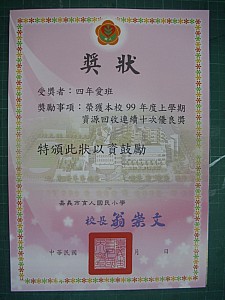 獎狀
受獎者：四年愛班
獎勵事項：榮獲本校99年度上學期
資源回收連續十次優良獎
特頒此狀以資鼓勵
嘉義市育人國民小學
校長 翁崇文
中華民國 月 日